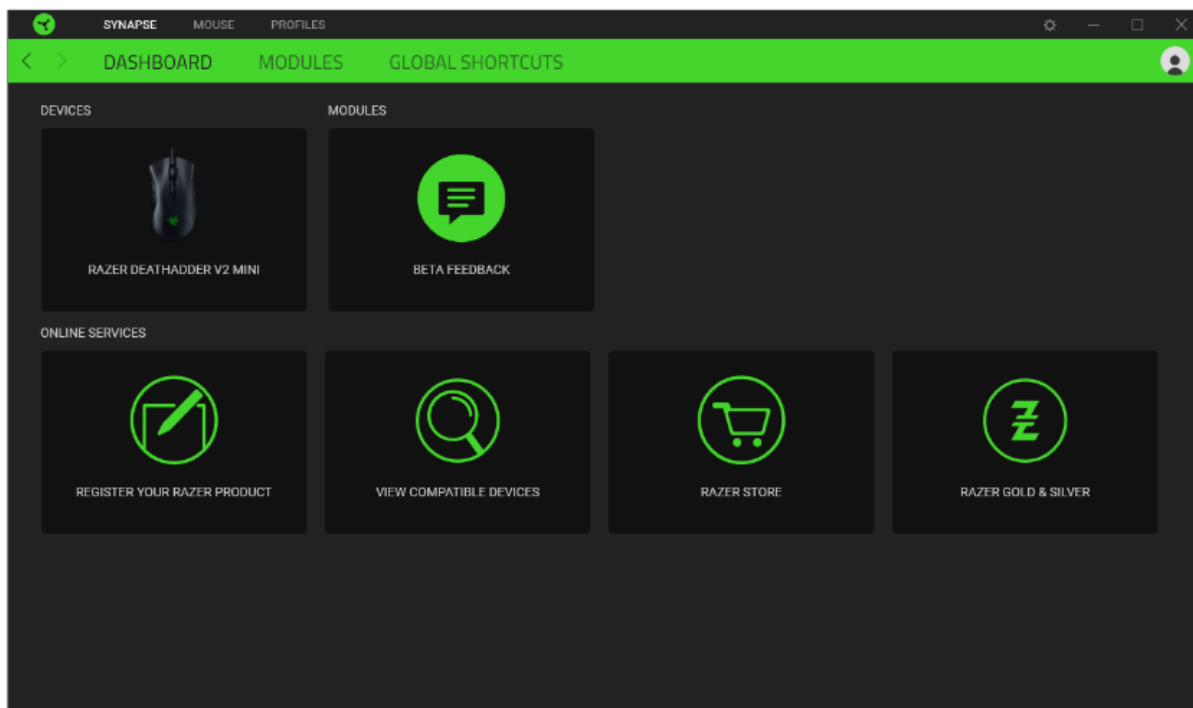 SYNAPSE MOUSE PROFILES
DASHBOARD MODULES GLOBAL SHORTCUTS
DEVICES MODULES
RAZER DEATHADDER V2 MINI BETA FEEDBACK
ONLINE SERVICES
REGISTER YOUR RAZER PRODUCT VIEW COMPATIBLE DEVICES RAZER STORE RAZER GOLD & SILVER